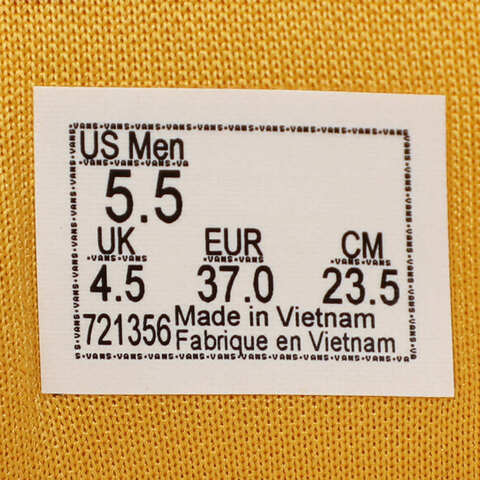 US Men
5.5
UK EUR CM
4.5 37.0 23.5
721356 Made in Vietnam
Fabrique en Vietnam